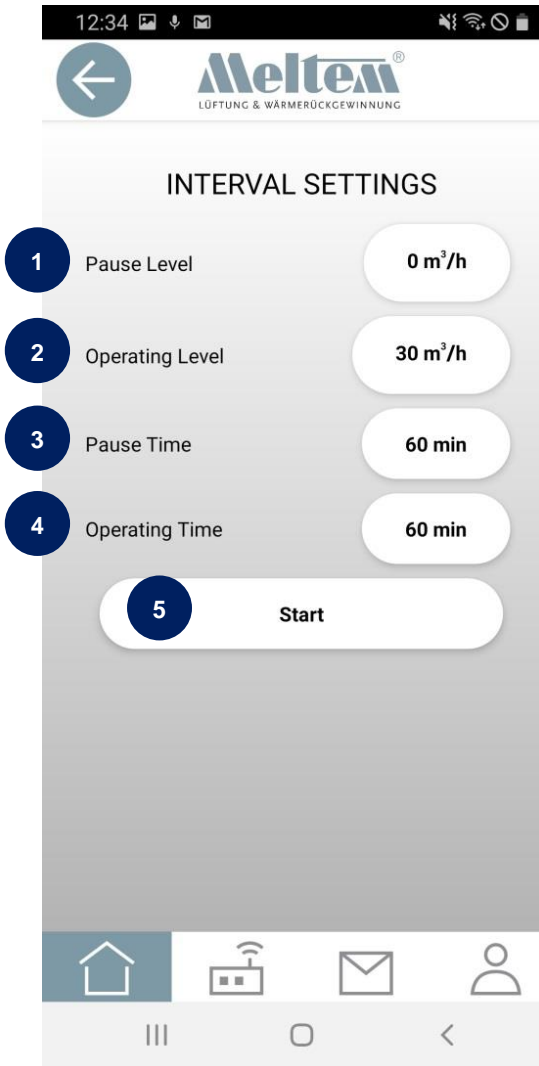 12:34
Meltem®
LÜFTUNG & WÄRMERÜCKGEWINNUNG
INTERVAL SETTINGS
1 Pause Level 0 m³/h
2 Operating Level 30 m³/h
3 Pause Time 60 min
4 Operating Time 60 min
5 Start